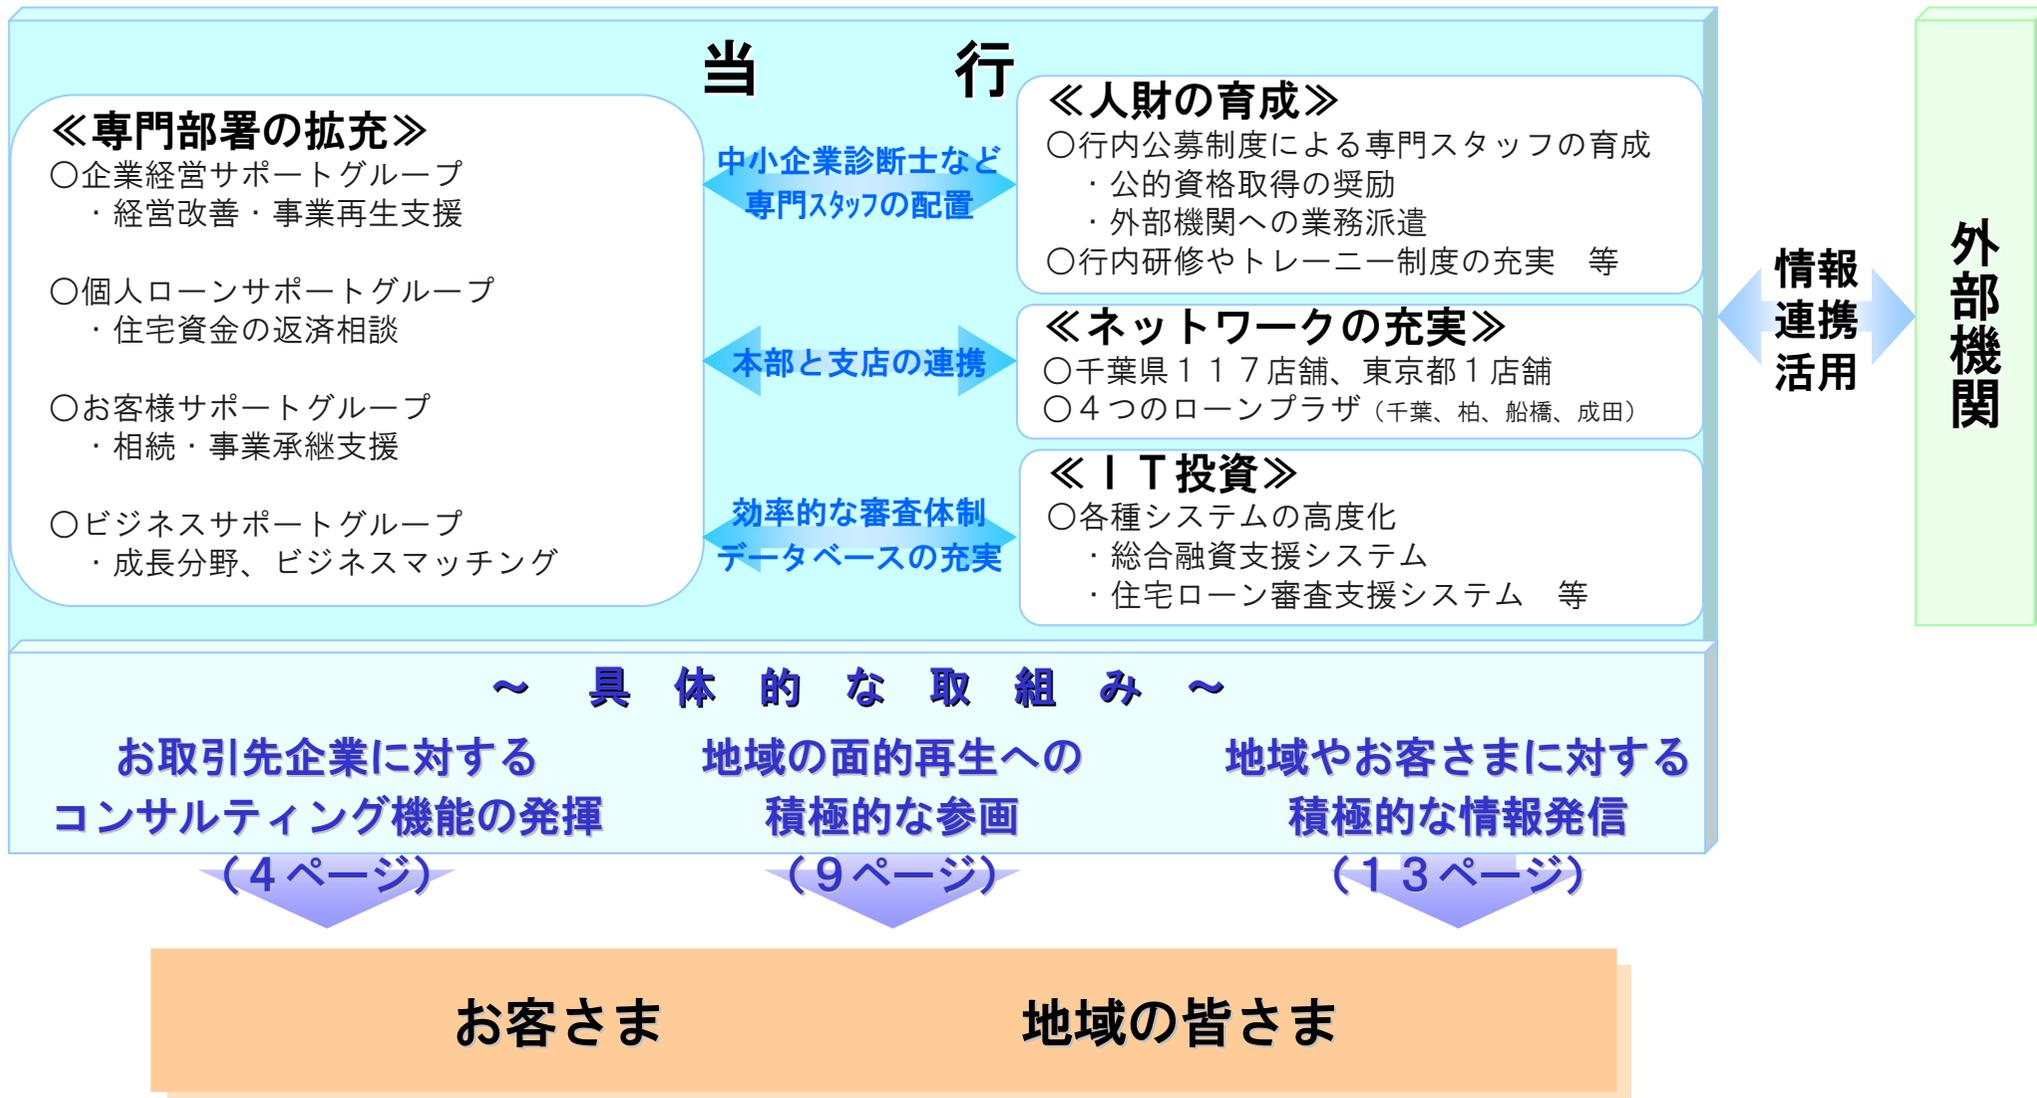 当　行
≪専門部署の拡充≫
○企業経営サポートグループ
・経営改善・事業再生支援
○個人ローンサポートグループ
・住宅資金の返済相談
○お客様サポートグループ
・相続・事業承継支援
○ビジネスサポートグループ
・成長分野、ビジネスマッチング
中小企業診断士など
専門ｽﾀｯﾌの配置
本部と支店の連携
効率的な審査体制
データベースの充実
≪人財の育成≫
○行内公募制度による専門スタッフの育成
・公的資格取得の奨励
・外部機関への業務派遣
○行内研修やトレーニー制度の充実　等
≪ネットワークの充実≫
○千葉県１１７店舗、東京都１店舗
○４つのローンプラザ（千葉、柏、船橋、成田）
≪ＩＴ投資≫
○各種システムの高度化
・総合融資支援システム
・住宅ローン審査支援システム　等
情報
連携
活用
外部機関
～　具　体　的　な　取　組　み　～
お取引先企業に対する
コンサルティング機能の発揮
（４ページ）
地域の面的再生への
積極的な参画
（９ページ）
地域やお客さまに対する
積極的な情報発信
（１３ページ）
お客さま　地域の皆さま